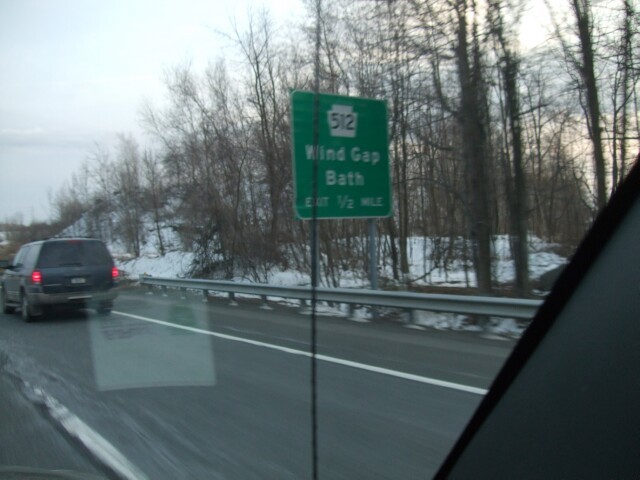 512
Wind Gap
Bath
EXIT 1/2 MILE